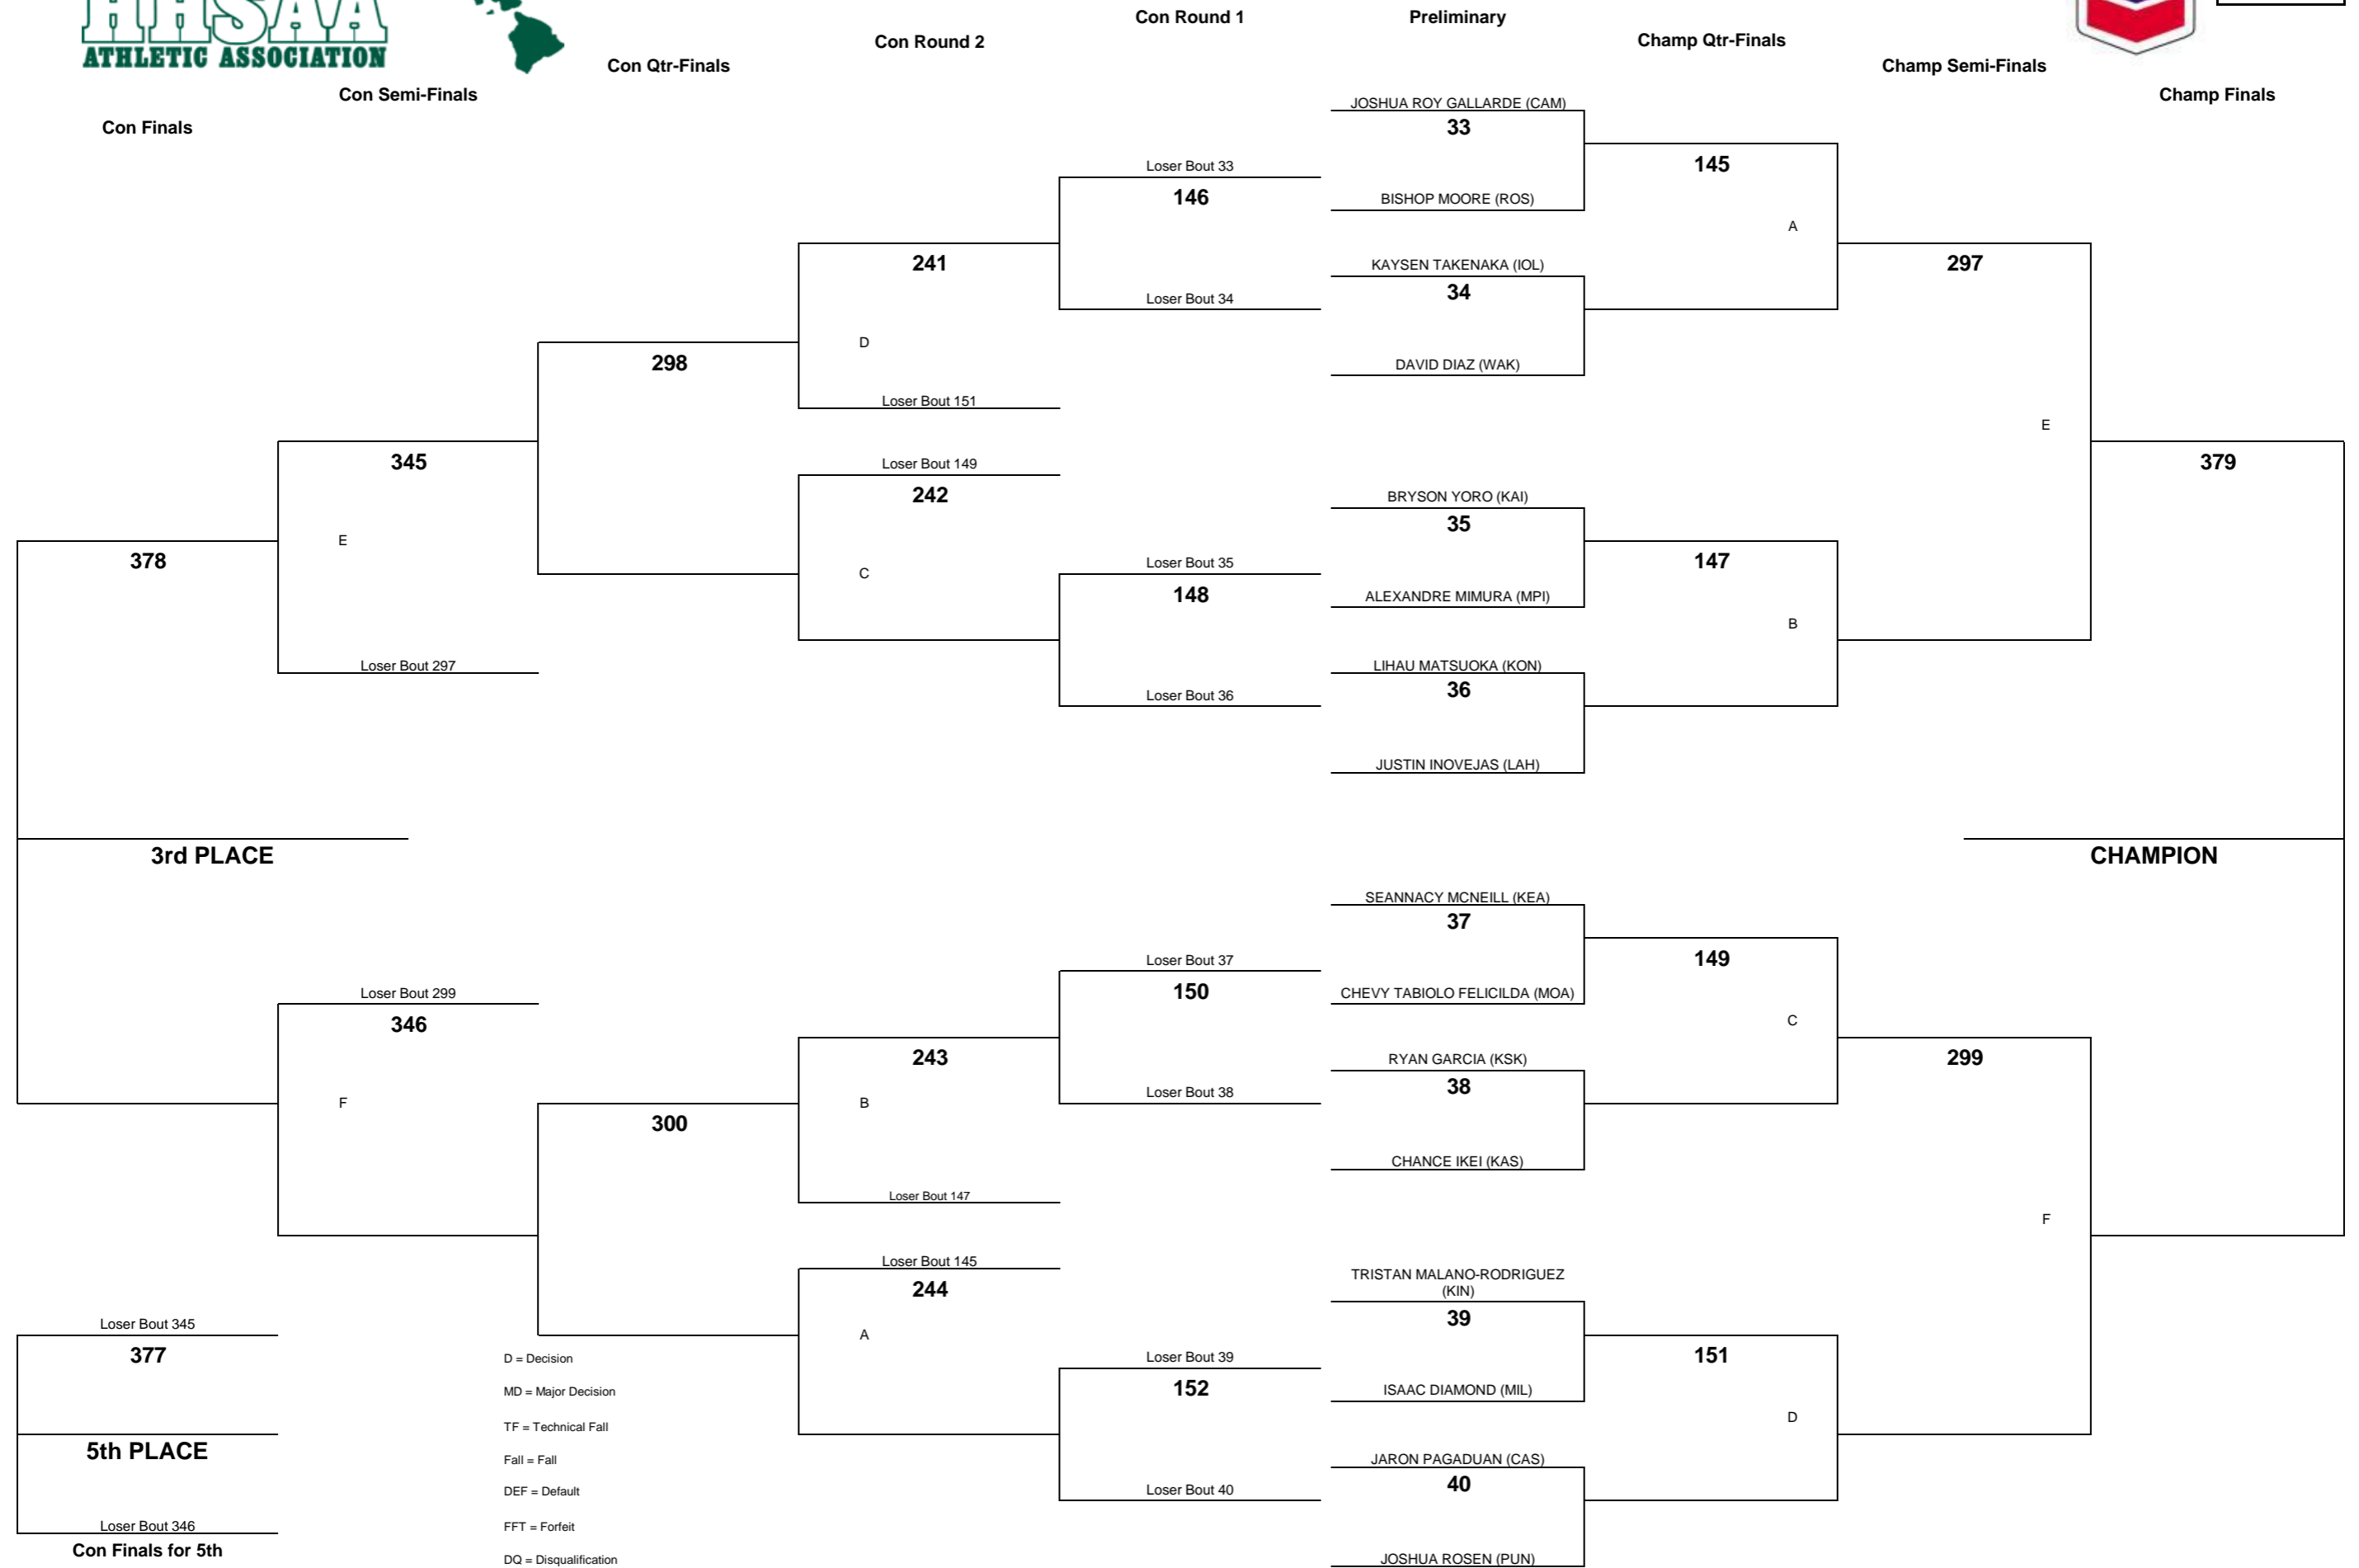 HHSAA
ATHLETIC ASSOCIATION
Con Round 1
Preliminary
Con Round 2
Champ Qtr-Finals
Con Qtr-Finals
Champ Semi-Finals
Con Semi-Finals
Champ Finals
Con Finals
JOSHUA ROY GALLARDE (CAM)
33
Loser Bout 33
145
146
BISHOP MOORE (ROS)
A
241
KAYSEN TAKENAKA (IOL)
297
34
Loser Bout 34
D
298
DAVID DIAZ (WAK)
Loser Bout 151
E
345
Loser Bout 149
379
242
BRYSON YORO (KAI)
35
E
378
Loser Bout 35
147
C
148
ALEXANDRE MIMURA (MPI)
B
Loser Bout 297
LIHAU MATSUOKA (KON)
36
Loser Bout 36
JUSTIN INOVEJAS (LAH)
3rd PLACE
CHAMPION
SEANNACY MCNEILL (KEA)
37
Loser Bout 37
149
Loser Bout 299
150
CHEVY TABIOLO FELICILDA (MOA)
346
C
243
RYAN GARCIA (KSK)
299
38
Loser Bout 38
F
B
300
CHANCE IKEI (KAS)
Loser Bout 147
F
Loser Bout 145
244
TRISTAN MALANO-RODRIGUEZ
(KIN)
39
Loser Bout 345
A
377
D = Decision
Loser Bout 39
151
152
MD = Major Decision
ISAAC DIAMOND (MIL)
D
TF = Technical Fall
5th PLACE
Fall = Fall
JARON PAGADUAN (CAS)
40
DEF = Default
Loser Bout 40
Loser Bout 346
FFT = Forfeit
Con Finals for 5th
DQ = Disqualification
JOSHUA ROSEN (PUN)